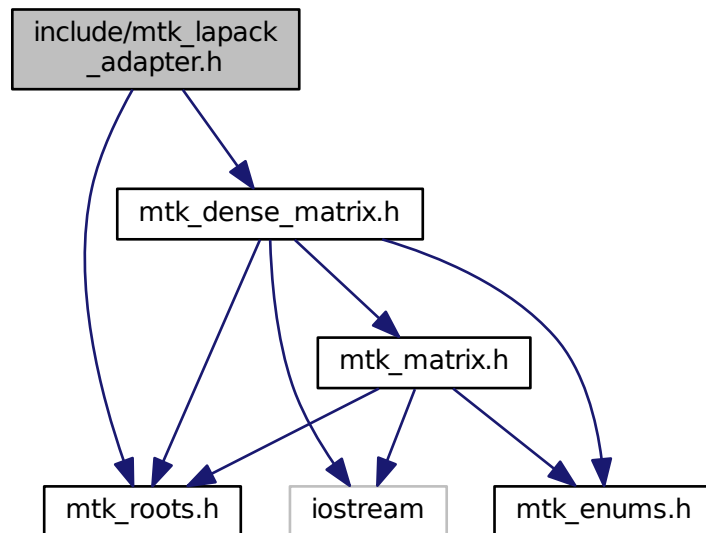 include/mtk_lapack
_adapter.h
mtk_dense_matrix.h
mtk_matrix.h
mtk_roots.h
iostream
mtk_enums.h